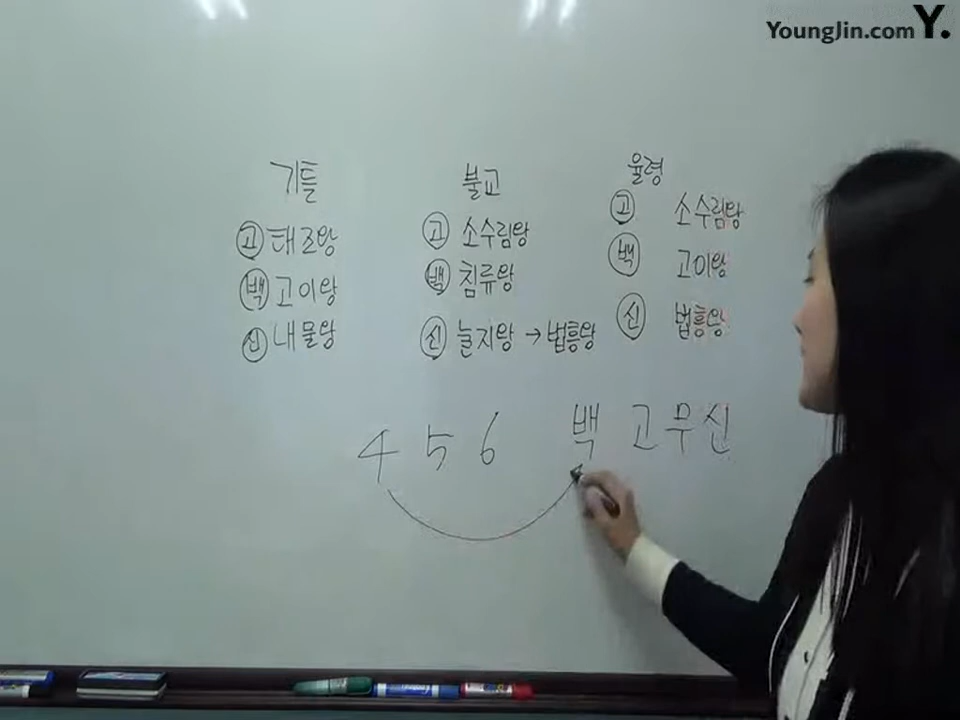 YoungJin.com Y.
기틀 불교 율령
고 태조왕 고 소수림왕 고 소수림왕
백 고이왕 백 침류왕 백 고이왕
신 내물왕 신 눌지왕 → 법흥왕 신 법흥왕
4 5 6 백 고무신